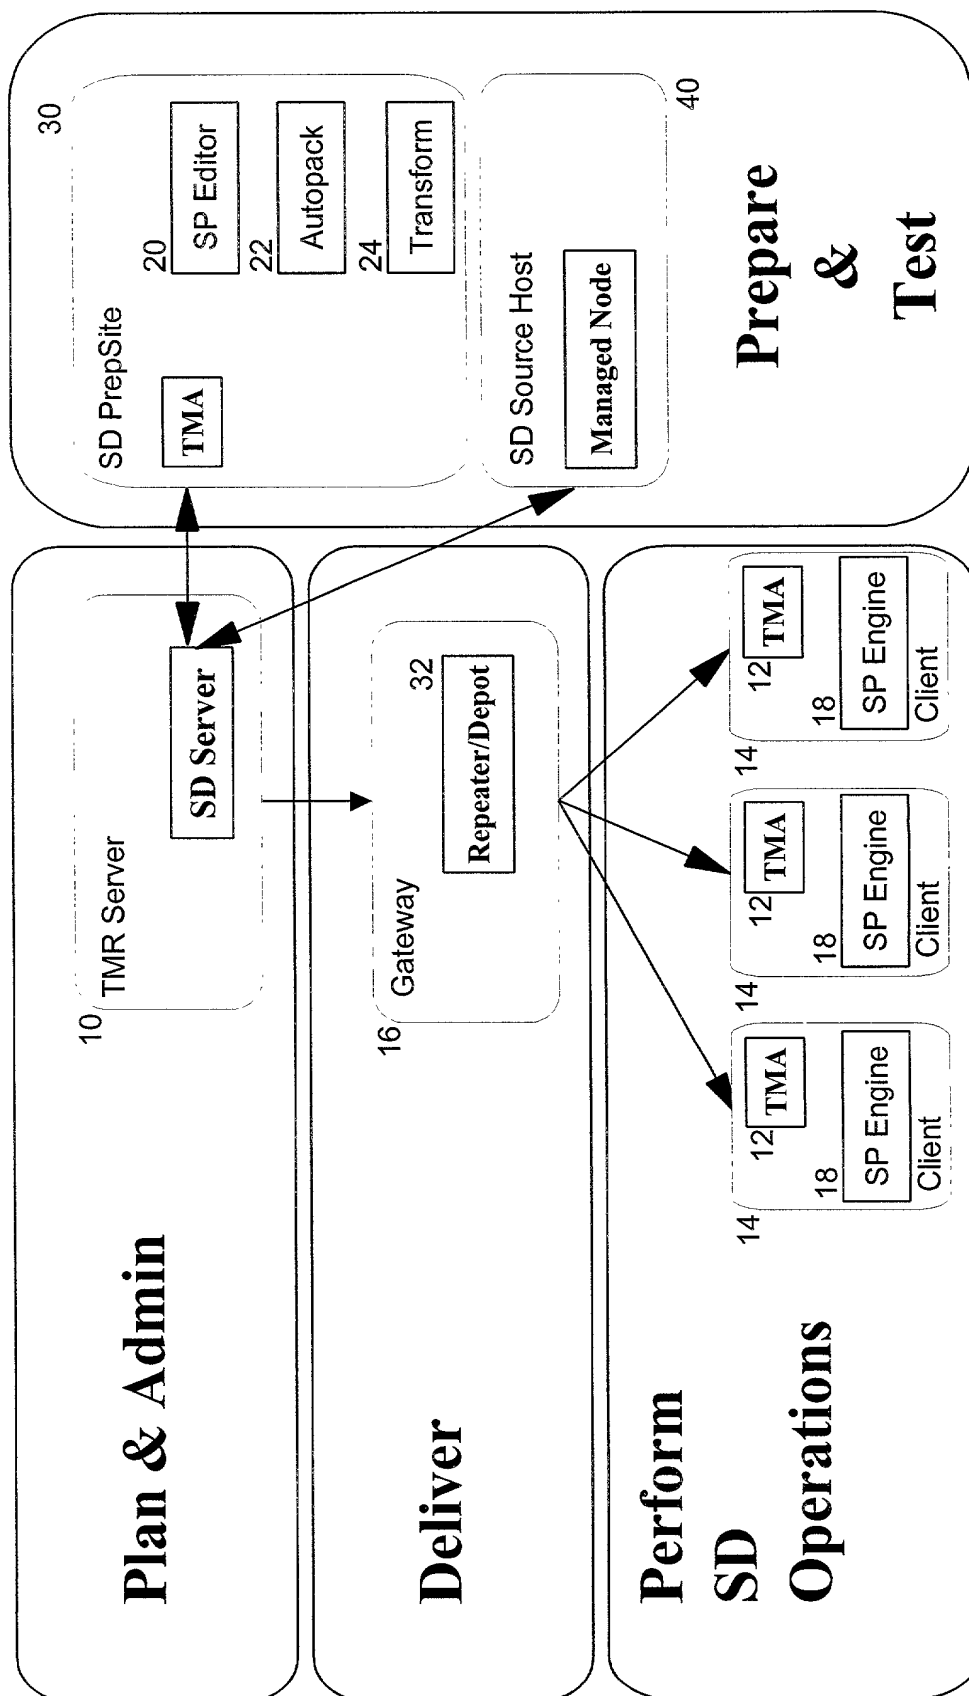 Plan & Admin
10
TMR Server
SD Server
Deliver
16
Gateway
32
Repeater/Depot
Perform
SD
Operations
14
12
TMA
18
SP Engine
Client
14
12
TMA
18
SP Engine
Client
14
12
TMA
18
SP Engine
Client
30
SD PrepSite
TMA
20
SP Editor
22
Autopack
24
Transform
SD Source Host
Managed Node
40
Prepare
&
Test